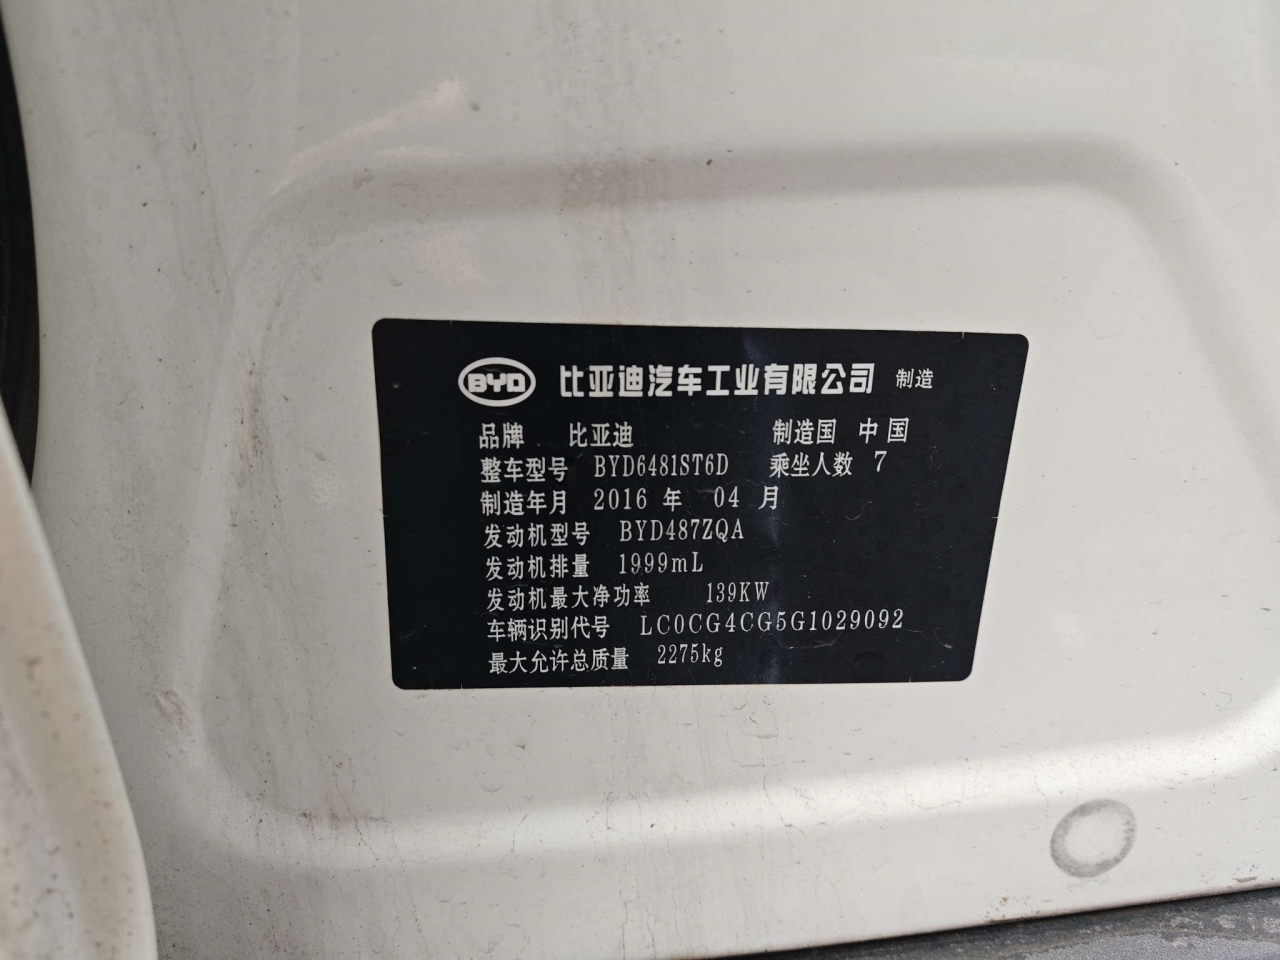 BYD 比亚迪汽车工业有限公司 制造
品牌 比亚迪 制造国 中国
整车型号 BYD6481ST6D 乘坐人数 7
制造年月 2016 年 04 月
发动机型号 BYD487ZQA
发动机排量 1999mL
发动机最大净功率 139KW
车辆识别代号 LC0CG4CG5G1029092
最大允许总质量 2275kg